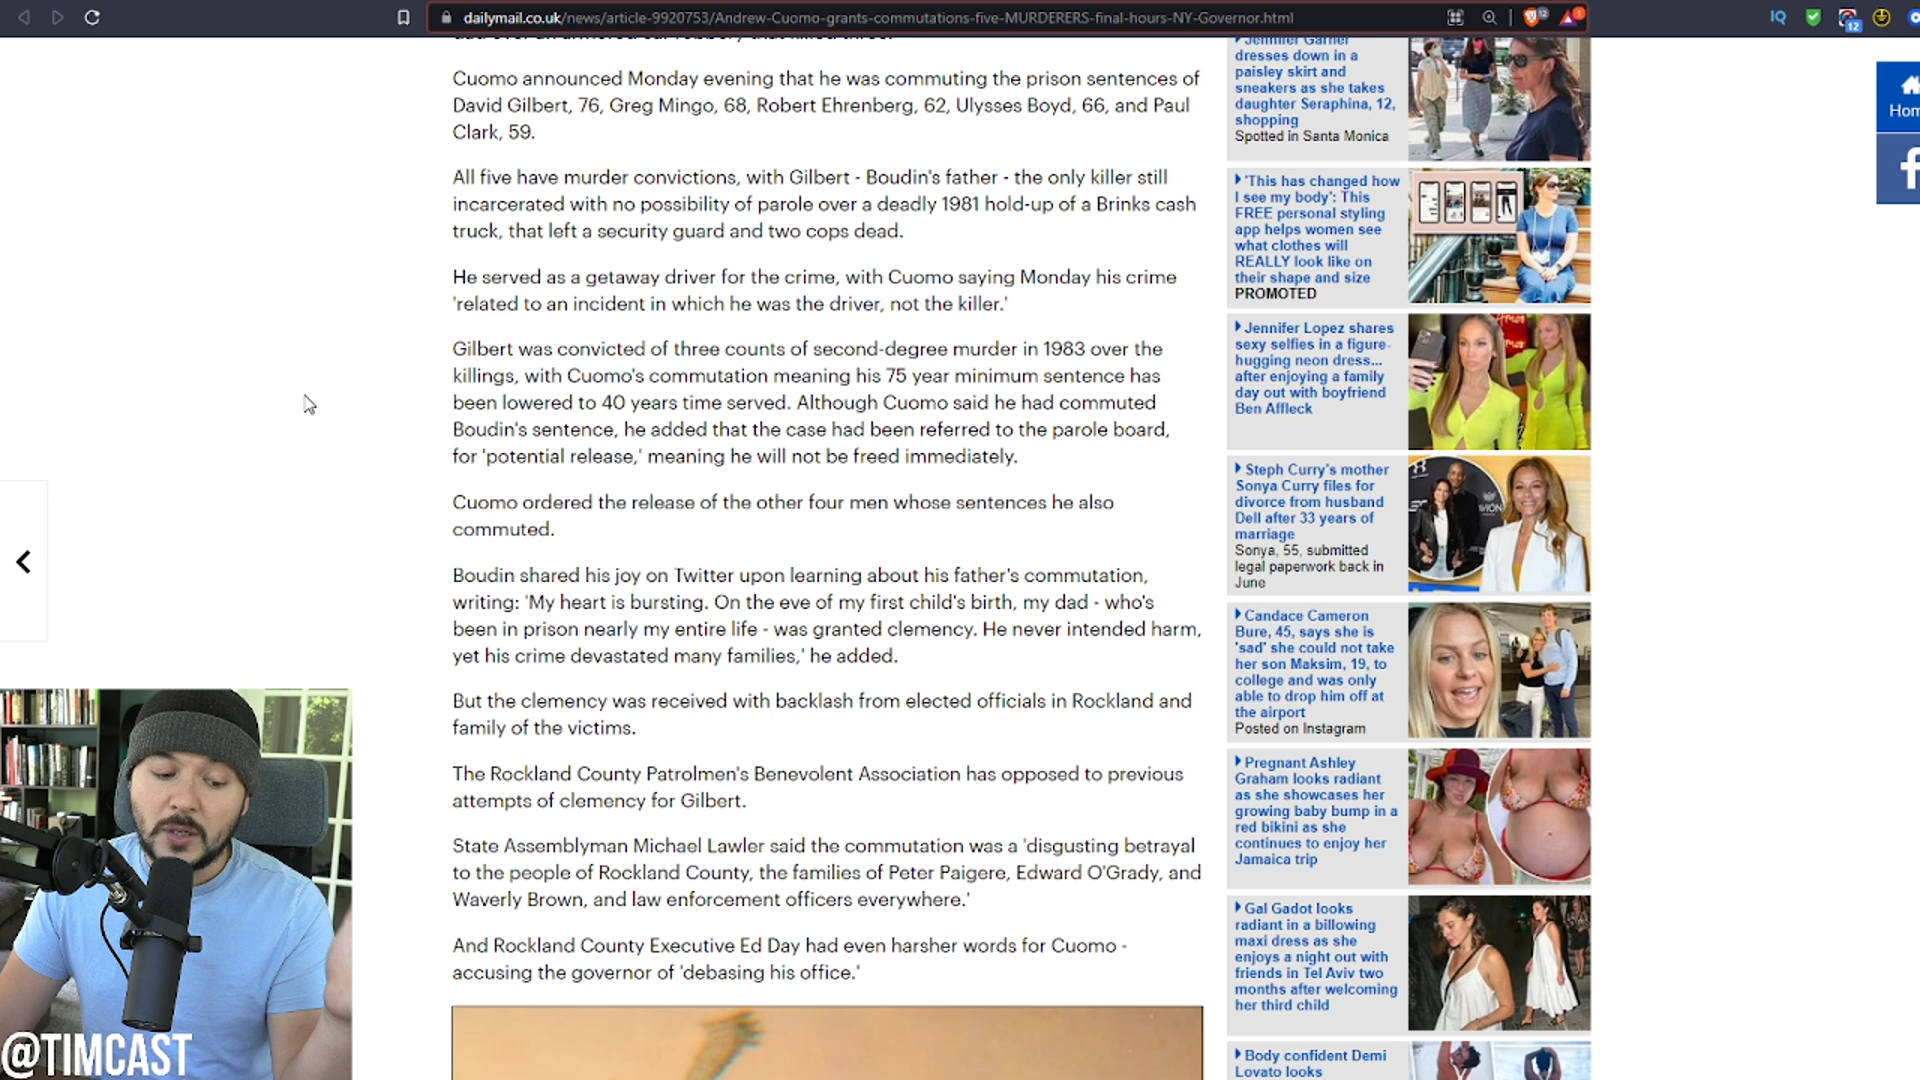 dailymail.co.uk/news/article-9920753/Andrew-Cuomo-grants-commutations-five-MURDERERS-final-hours-NY-Governor.html
IQ
12
1
12
Cuomo announced Monday evening that he was commuting the prison sentences of
David Gilbert, 76, Greg Mingo, 68, Robert Ehrenberg, 62, Ulysses Boyd, 66, and Paul
Clark, 59.
All five have murder convictions, with Gilbert - Boudin's father - the only killer still
incarcerated with no possibility of parole over a deadly 1981 hold-up of a Brinks cash
truck, that left a security guard and two cops dead.
He served as a getaway driver for the crime, with Cuomo saying Monday his crime
'related to an incident in which he was the driver, not the killer.'
Gilbert was convicted of three counts of second-degree murder in 1983 over the
killings, with Cuomo's commutation meaning his 75 year minimum sentence has
been lowered to 40 years time served. Although Cuomo said he had commuted
Boudin's sentence, he added that the case had been referred to the parole board,
for 'potential release,' meaning he will not be freed immediately.
Cuomo ordered the release of the other four men whose sentences he also
commuted.
Boudin shared his joy on Twitter upon learning about his father's commutation,
writing: 'My heart is bursting. On the eve of my first child's birth, my dad - who's
been in prison nearly my entire life - was granted clemency. He never intended harm,
yet his crime devastated many families,' he added.
But the clemency was received with backlash from elected officials in Rockland and
family of the victims.
The Rockland County Patrolmen's Benevolent Association has opposed to previous
attempts of clemency for Gilbert.
State Assemblyman Michael Lawler said the commutation was a 'disgusting betrayal
to the people of Rockland County, the families of Peter Paigere, Edward O'Grady, and
Waverly Brown, and law enforcement officers everywhere.'
And Rockland County Executive Ed Day had even harsher words for Cuomo -
accusing the governor of 'debasing his office.'
Jennifer Garner
dresses down in a
paisley skirt and
sneakers as she takes
daughter Seraphina, 12,
shopping
Spotted in Santa Monica
'This has changed how
I see my body': This
FREE personal styling
app helps women see
what clothes will
REALLY look like on
their shape and size
PROMOTED
Jennifer Lopez shares
sexy selfies in a figure-
hugging neon dress...
after enjoying a family
day out with boyfriend
Ben Affleck
Steph Curry's mother
Sonya Curry files for
divorce from husband
Dell after 33 years of
marriage
Sonya, 55, submitted
legal paperwork back in
June
Candace Cameron
Bure, 45, says she is
'sad' she could not take
her son Maksim, 19, to
college and was only
able to drop him off at
the airport
Posted on Instagram
Pregnant Ashley
Graham looks radiant
as she showcases her
growing baby bump in a
red bikini as she
continues to enjoy her
Jamaica trip
Gal Gadot looks
radiant in a billowing
maxi dress as she
enjoys a night out with
friends in Tel Aviv two
months after welcoming
her third child
Body confident Demi
Lovato looks
Hom
f
@TIMCAST